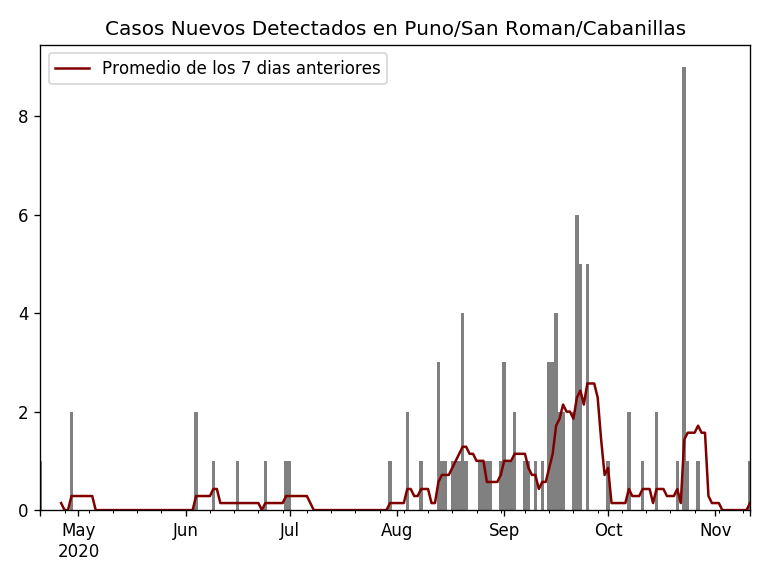 Casos Nuevos Detectados en Puno/San Roman/Cabanillas
Promedio de los 7 dias anteriores
8
6
4
2
0
May Jun Jul Aug Sep Oct Nov
2020